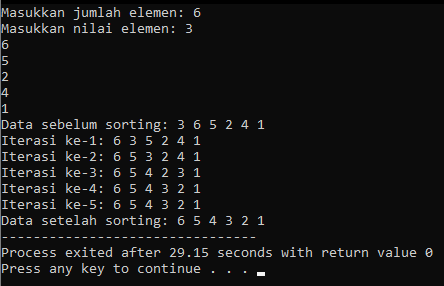 Masukkan jumlah elemen: 6
Masukkan nilai elemen: 3
6
5
2
4
1
Data sebelum sorting: 3 6 5 2 4 1
Iterasi ke-1: 6 3 5 2 4 1
Iterasi ke-2: 6 5 3 2 4 1
Iterasi ke-3: 6 5 4 2 3 1
Iterasi ke-4: 6 5 4 3 2 1
Iterasi ke-5: 6 5 4 3 2 1
Data setelah sorting: 6 5 4 3 2 1
--------------------------------
Process exited after 29.15 seconds with return value 0
Press any key to continue . . .